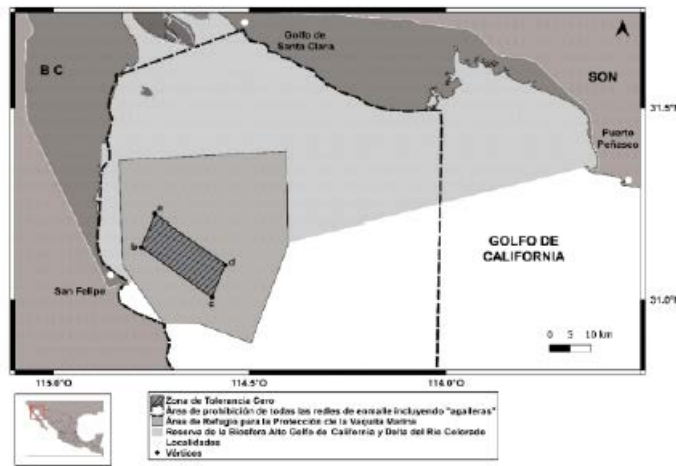 Golfo de
Santa Clara
B C
SON
31.5°N
Puerto
Peñasco
a
b
d
c
GOLFO DE
CALIFORNIA
San Felipe
31.0°N
0 5 10 km
115.0°O
114.5°O
114.0°O
Zona de Tolerancia Cero
Área de prohibición de todas las redes de enmalle incluyendo "agalleras"
Área de Refugio para la Protección de la Vaquita Marina
Reserva de la Biosfera Alto Golfo de California y Delta del Río Colorado
Localidades
Vértices